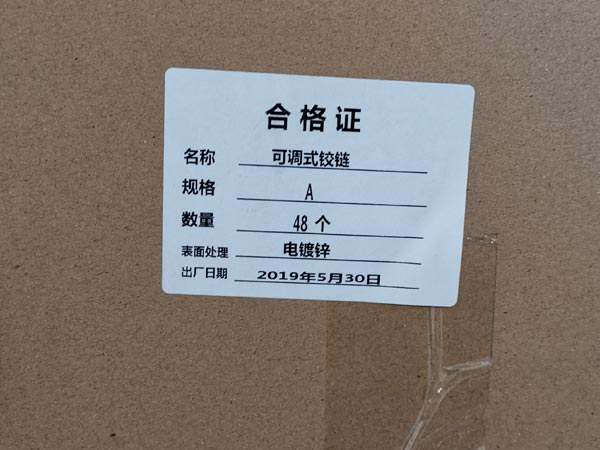 合格证
名称 可调式铰链
规格 A
数量 48 个
表面处理 电镀锌
出厂日期 2019年5月30日